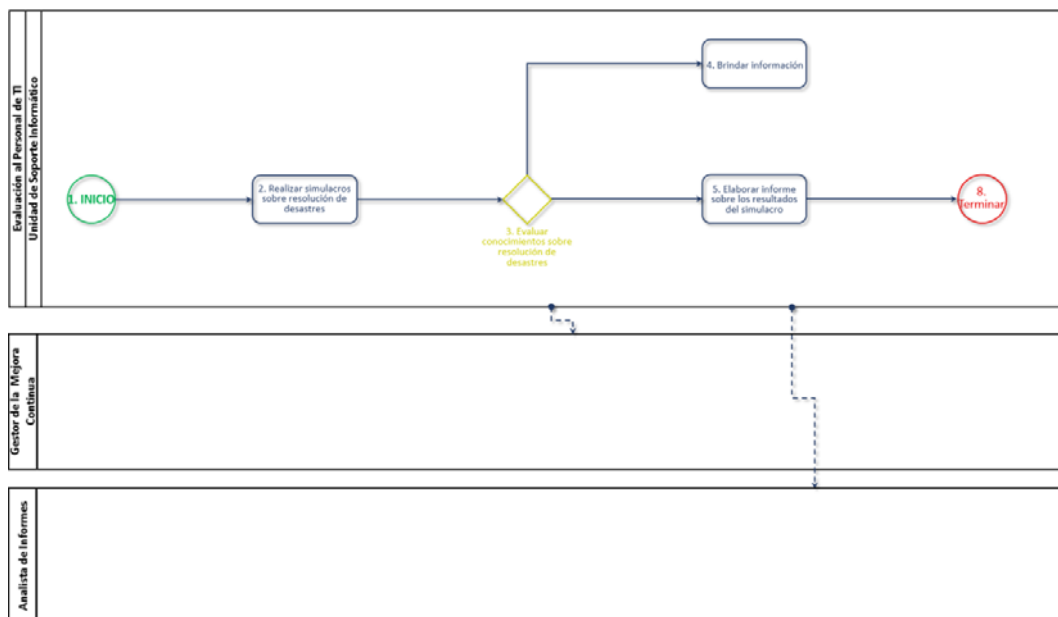 Evaluación al Personal de TI
Unidad de Soporte Informático
1. INICIO
2. Realizar simulacros
sobre resolución de
desastres
3. Evaluar
conocimientos sobre
resolución de
desastres
4. Brindar información
5. Elaborar informe
sobre los resultados
del simulacro
8.
Terminar
Gestor de la Mejora
Continua
Analista de Informes